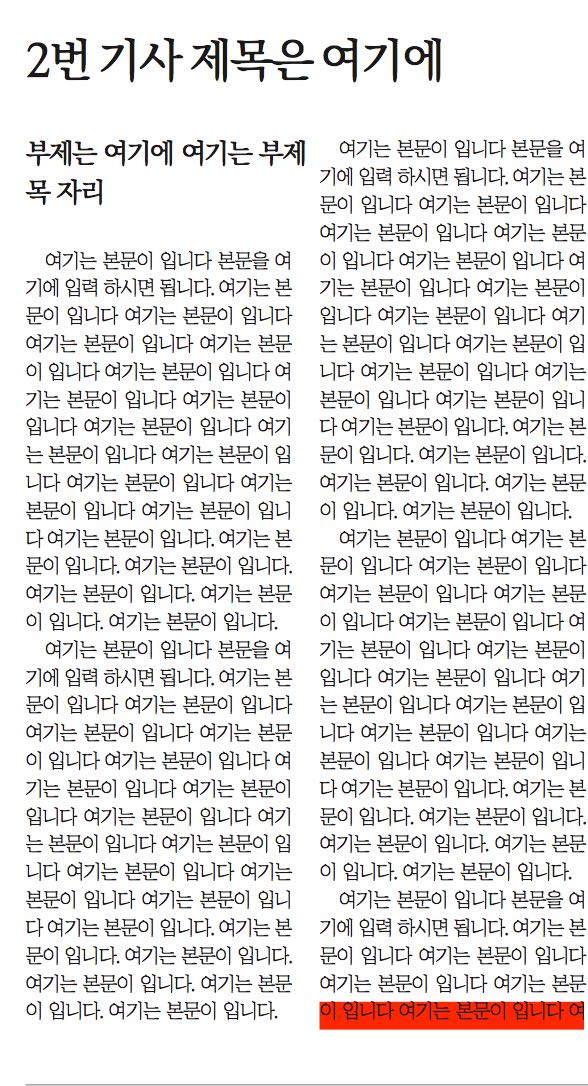 2번 기사 제목은 여기에
부제는 여기에 여기는 부제
목 자리
여기는 본문이 입니다 본문을 여
기에 입력 하시면 됩니다. 여기는 본
문이 입니다 여기는 본문이 입니다
여기는 본문이 입니다 여기는 본문
이 입니다 여기는 본문이 입니다 여
기는 본문이 입니다 여기는 본문이
입니다 여기는 본문이 입니다 여기
는 본문이 입니다 여기는 본문이 입
니다 여기는 본문이 입니다 여기는
본문이 입니다 여기는 본문이 입니
다 여기는 본문이 입니다. 여기는 본
문이 입니다. 여기는 본문이 입니다.
여기는 본문이 입니다. 여기는 본문
이 입니다. 여기는 본문이 입니다.
여기는 본문이 입니다 본문을 여
기에 입력 하시면 됩니다. 여기는 본
문이 입니다 여기는 본문이 입니다
여기는 본문이 입니다 여기는 본문
이 입니다 여기는 본문이 입니다 여
기는 본문이 입니다 여기는 본문이
입니다 여기는 본문이 입니다 여기
는 본문이 입니다 여기는 본문이 입
니다 여기는 본문이 입니다 여기는
본문이 입니다 여기는 본문이 입니
다 여기는 본문이 입니다. 여기는 본
문이 입니다. 여기는 본문이 입니다.
여기는 본문이 입니다. 여기는 본문
이 입니다. 여기는 본문이 입니다.
여기는 본문이 입니다 본문을 여
기에 입력 하시면 됩니다. 여기는 본
문이 입니다 여기는 본문이 입니다
여기는 본문이 입니다 여기는 본문
이 입니다 여기는 본문이 입니다 여
기는 본문이 입니다 여기는 본문이
입니다 여기는 본문이 입니다 여기
는 본문이 입니다 여기는 본문이 입
니다 여기는 본문이 입니다 여기는
본문이 입니다 여기는 본문이 입니
다 여기는 본문이 입니다. 여기는 본
문이 입니다. 여기는 본문이 입니다.
여기는 본문이 입니다. 여기는 본문
이 입니다. 여기는 본문이 입니다.
여기는 본문이 입니다 여기는 본
문이 입니다 여기는 본문이 입니다
여기는 본문이 입니다 여기는 본문
이 입니다 여기는 본문이 입니다 여
기는 본문이 입니다 여기는 본문이
입니다 여기는 본문이 입니다 여기
는 본문이 입니다 여기는 본문이 입
니다 여기는 본문이 입니다 여기는
본문이 입니다 여기는 본문이 입니
다 여기는 본문이 입니다. 여기는 본
문이 입니다. 여기는 본문이 입니다.
여기는 본문이 입니다. 여기는 본문
이 입니다. 여기는 본문이 입니다.
여기는 본문이 입니다 본문을 여
기에 입력 하시면 됩니다. 여기는 본
문이 입니다 여기는 본문이 입니다
여기는 본문이 입니다 여기는 본문
이 입니다 여기는 본문이 입니다 여